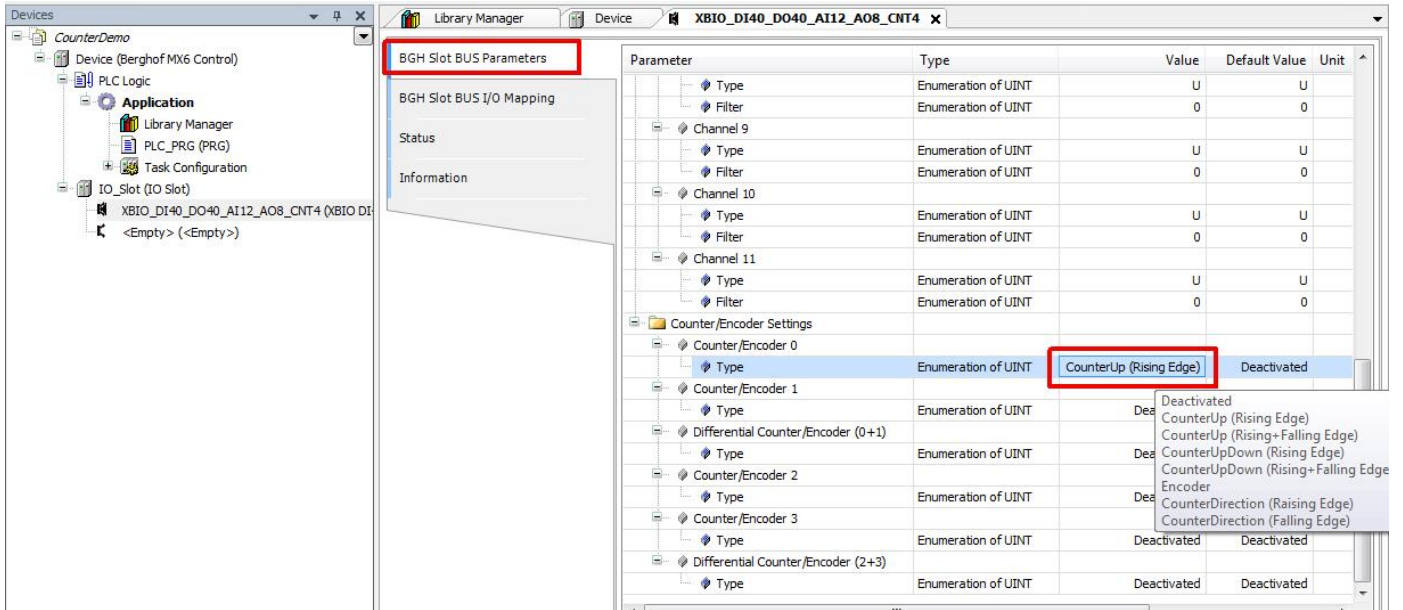 Devices
CounterDemo
Device (Berghof MX6 Control)
PLC Logic
Application
Library Manager
PLC_PRG (PRG)
Task Configuration
IO_Slot (IO Slot)
XBIO_DI40_DO40_AI12_AO8_CNT4 (XBIO DI
<Empty> (<Empty>)
Library Manager Device XBIO_DI40_DO40_AI12_AO8_CNT4
BGH Slot BUS Parameters
BGH Slot BUS I/O Mapping
Status
Information
Parameter Type Value Default Value Unit
Type Enumeration of UINT U U
Filter Enumeration of UINT 0 0
Channel 9
Type Enumeration of UINT U U
Filter Enumeration of UINT 0 0
Channel 10
Type Enumeration of UINT U U
Filter Enumeration of UINT 0 0
Channel 11
Type Enumeration of UINT U U
Filter Enumeration of UINT 0 0
Counter/Encoder Settings
Counter/Encoder 0
Type Enumeration of UINT CounterUp (Rising Edge) Deactivated
Counter/Encoder 1
Type Enumeration of UINT Dea
Differential Counter/Encoder (0+1)
Type Enumeration of UINT Dea
Counter/Encoder 2
Type Enumeration of UINT Dea
Counter/Encoder 3
Type Enumeration of UINT Deactivated Deactivated
Differential Counter/Encoder (2+3)
Type Enumeration of UINT Deactivated Deactivated
Deactivated
CounterUp (Rising Edge)
CounterUp (Rising+Falling Edge)
CounterUpDown (Rising Edge)
CounterUpDown (Rising+Falling Edge
Encoder
CounterDirection (Raising Edge)
CounterDirection (Falling Edge)